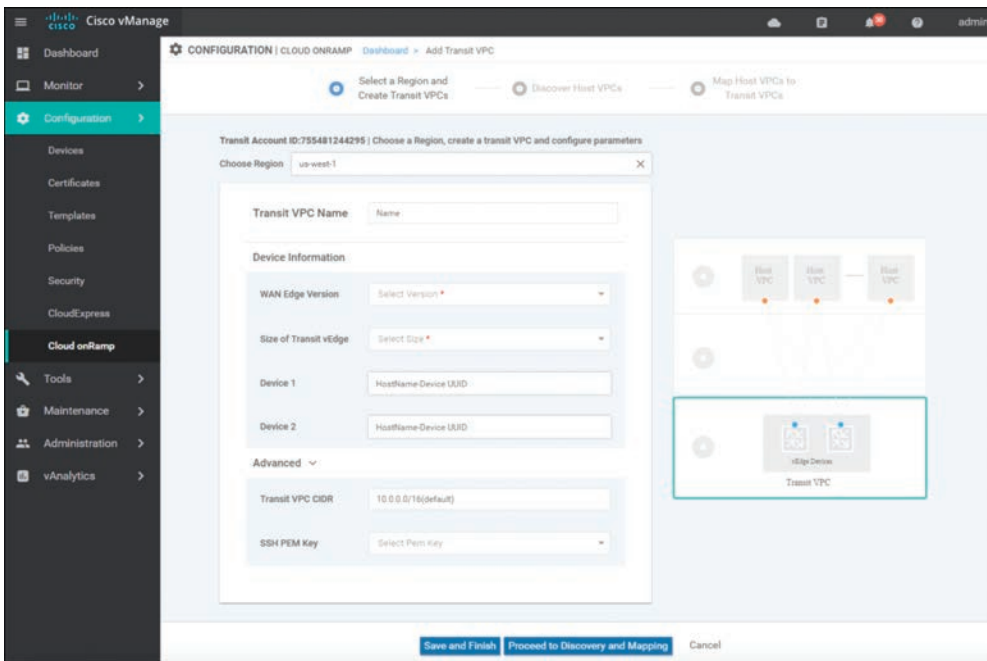 CISCO Cisco vManage
admin
Dashboard
Monitor
Configuration
Devices
Certificates
Templates
Policies
Security
CloudExpress
Cloud onRamp
Tools
Maintenance
Administration
vAnalytics
CONFIGURATION | CLOUD ONRAMP Dashboard > Add Transit VPC
Select a Region and
Create Transit VPCs
Discover Host VPCs
Map Host VPCs to
Transit VPCs
Transit Account ID:755481244295 | Choose a Region, create a transit VPC and configure parameters
Choose Region us-west-1
Transit VPC Name Name
Device Information
WAN Edge Version Select Version *
Size of Transit vEdge Select Size *
Device 1 HostName-Device UUID
Device 2 HostName-Device UUID
Advanced
Transit VPC CIDR 10.0.0.0/16(default)
SSH PEM Key Select Pem Key
Host
VPC
Host
VPC
Host
VPC
vEdge Devices
Transit VPC
Save and Finish Proceed to Discovery and Mapping Cancel